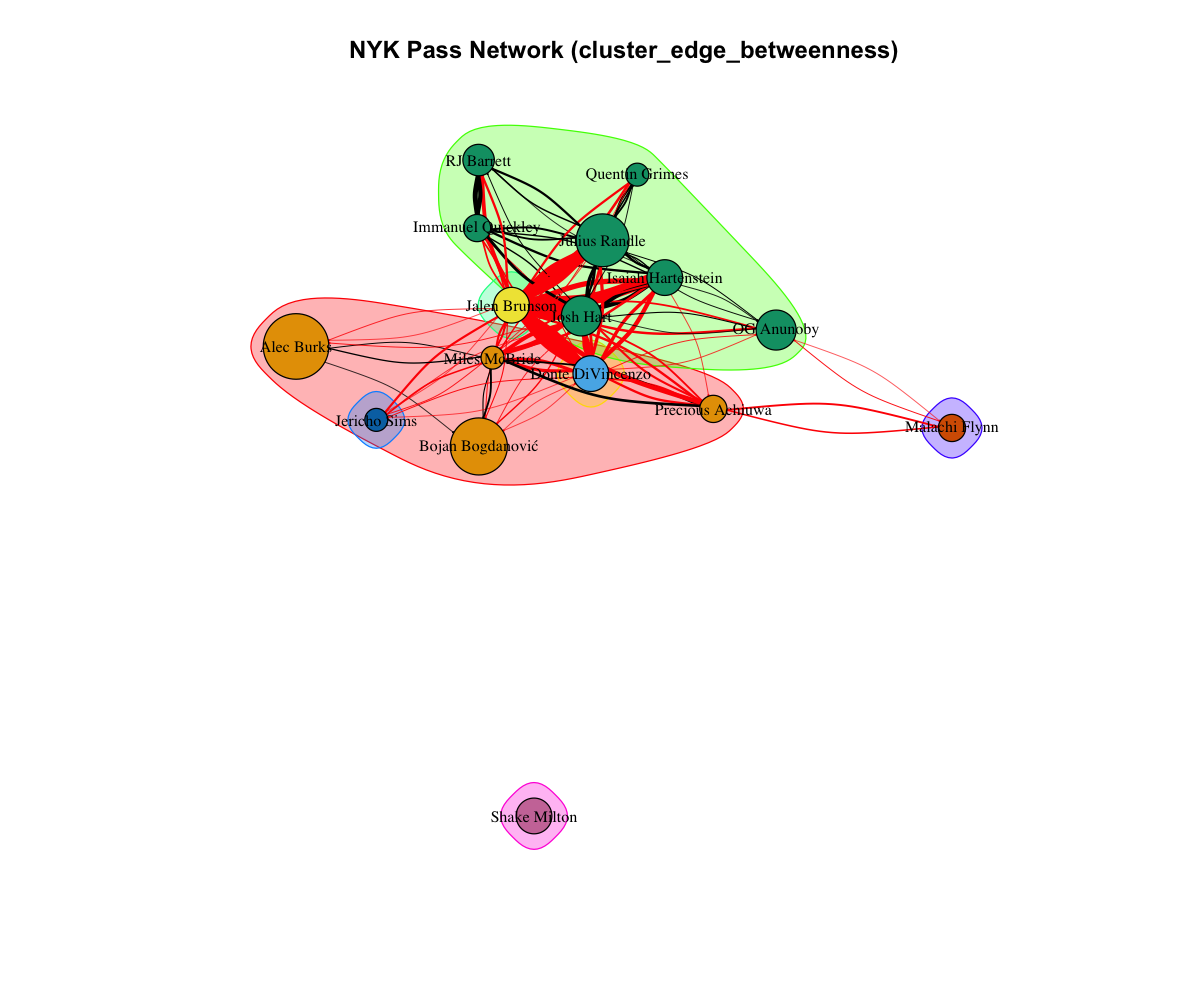 NYK Pass Network (cluster_edge_betweenness)
RJ Barrett
Quentin Grimes
Immanuel Quickley
Julius Randle
Isaiah Hartenstein
Jalen Brunson
Josh Hart
OG Anunoby
Alec Burks
Miles McBride
Donte DiVincenzo
Precious Achiuwa
Jericho Sims
Malachi Flynn
Bojan Bogdanović
Shake Milton